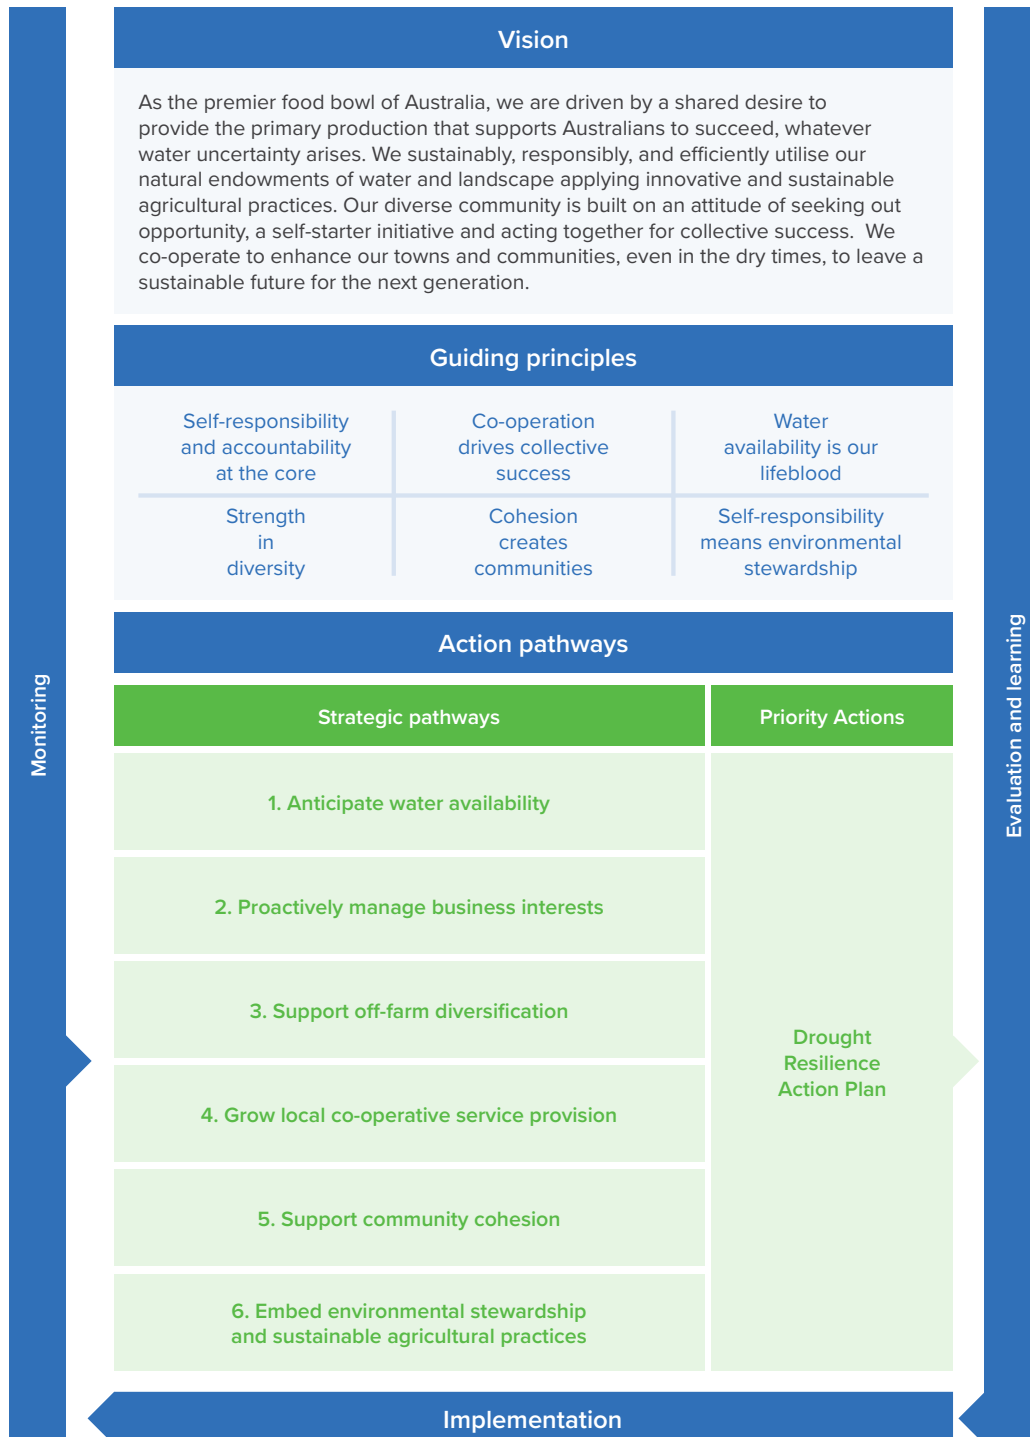 Vision
As the premier food bowl of Australia, we are driven by a shared desire to
provide the primary production that supports Australians to succeed, whatever
water uncertainty arises. We sustainably, responsibly, and efficiently utilise our
natural endowments of water and landscape applying innovative and sustainable
agricultural practices. Our diverse community is built on an attitude of seeking out
opportunity, a self-starter initiative and acting together for collective success.  We
co-operate to enhance our towns and communities, even in the dry times, to leave a
sustainable future for the next generation.
Guiding principles
Self-responsibility
and accountability
at the core
Co-operation
drives collective
success
Water
availability is our
lifeblood
Strength
in
diversity
Cohesion
creates
communities
Self-responsibility
means environmental
stewardship
Action pathways
Strategic pathways
Priority Actions
1. Anticipate water availability
2. Proactively manage business interests
3. Support off-farm diversification
4. Grow local co-operative service provision
5. Support community cohesion
6. Embed environmental stewardship
and sustainable agricultural practices
Drought
Resilience
Action Plan
Implementation
Monitoring
Evaluation and learning